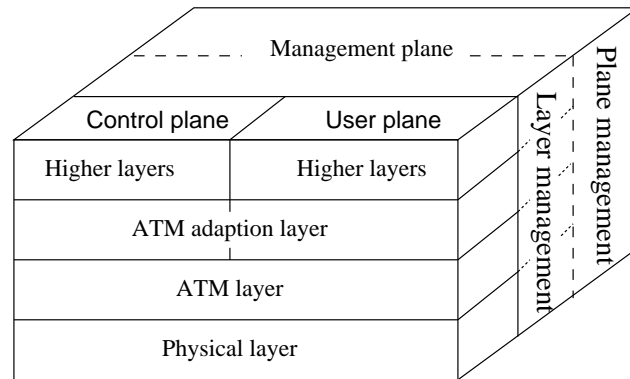 Management plane
Control plane
User plane
Higher layers
Higher layers
ATM adaption layer
ATM layer
Physical layer
Layer management
Plane management